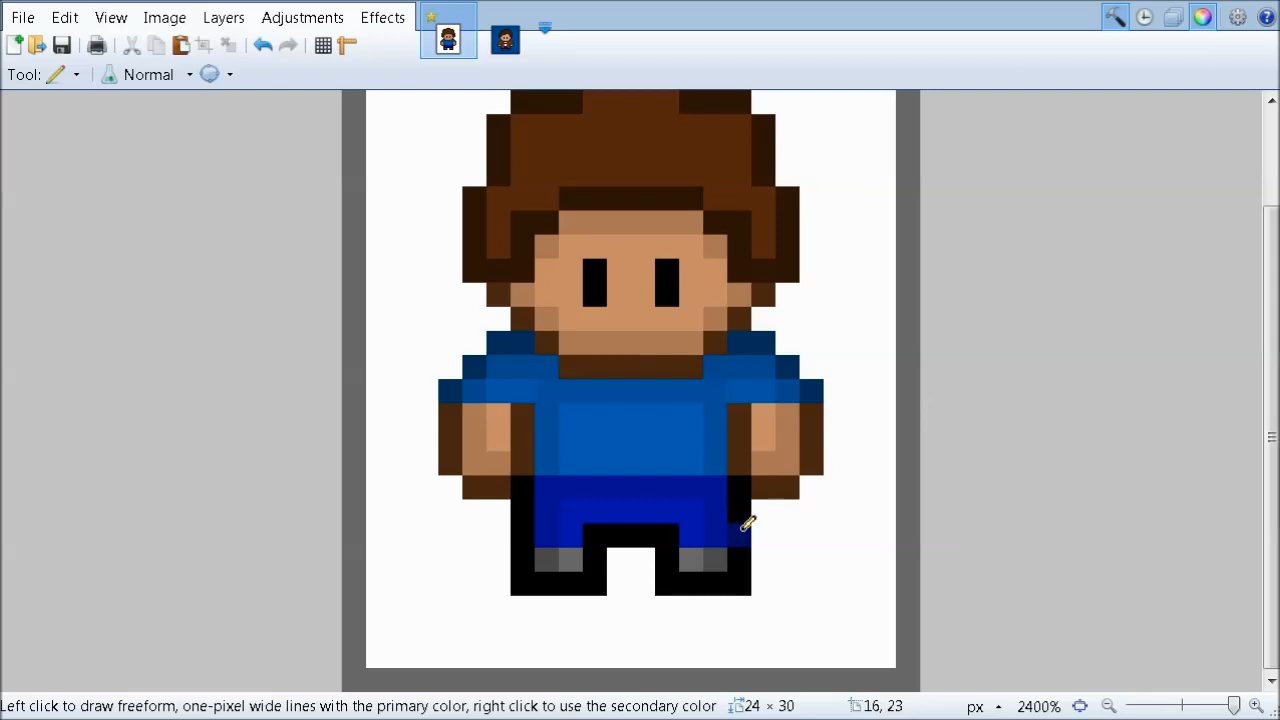 File Edit View Image Layers Adjustments Effects
Tool: Normal
Left click to draw freeform, one-pixel wide lines with the primary color, right click to use the secondary color 24 × 30 16, 23 px 2400%